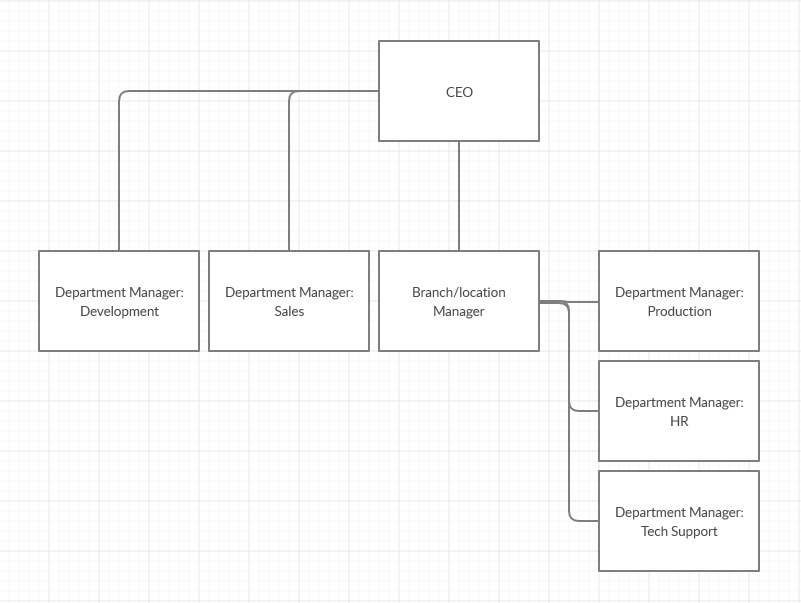 CEO
Department Manager:
Development
Department Manager:
Sales
Branch/location
Manager
Department Manager:
Production
Department Manager:
HR
Department Manager:
Tech Support